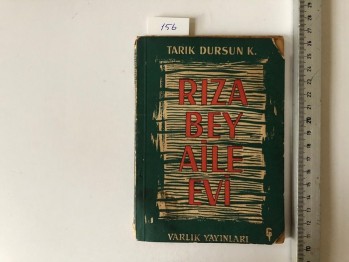 156
TARIK DURSUN K.
RIZA
BEY
AİLE
EVİ
VARLIK YAYINLARI